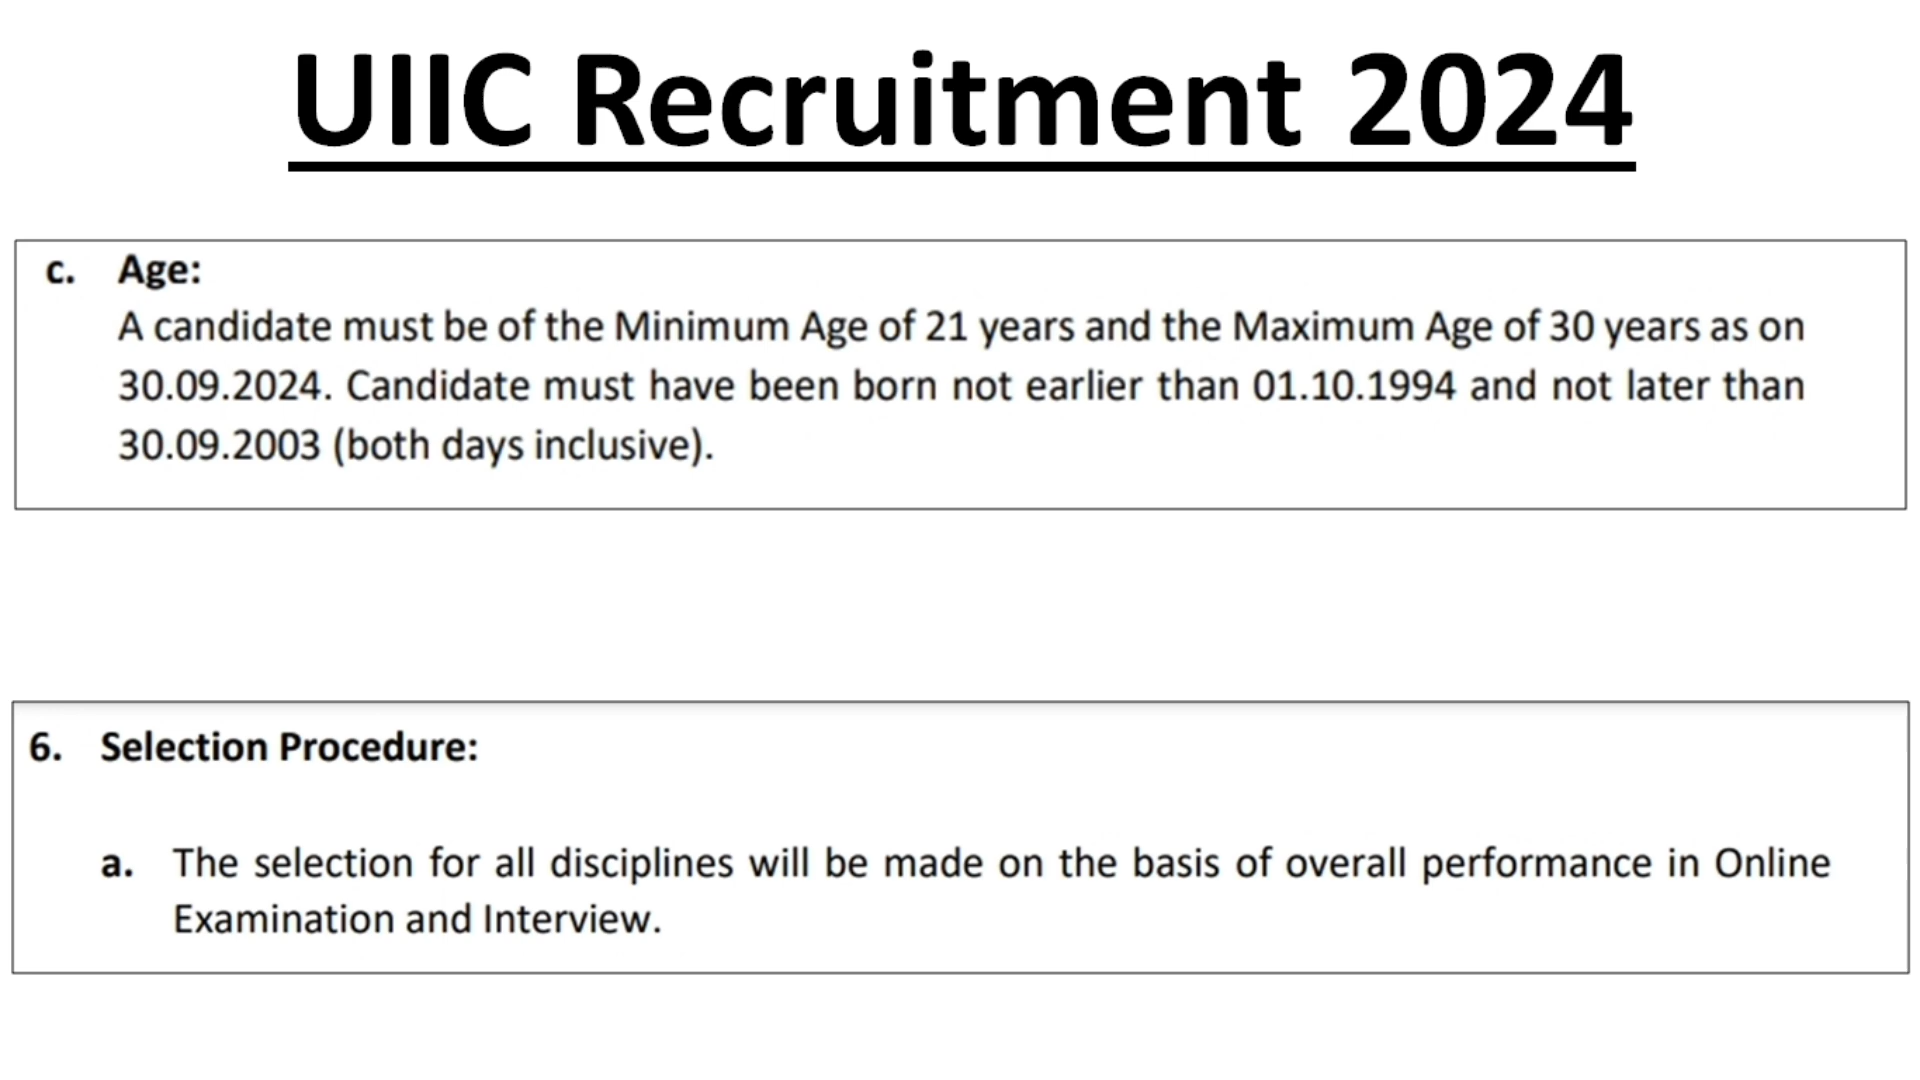 UIIC Recruitment 2024
c. Age:
A candidate must be of the Minimum Age of 21 years and the Maximum Age of 30 years as on
30.09.2024. Candidate must have been born not earlier than 01.10.1994 and not later than
30.09.2003 (both days inclusive).
6. Selection Procedure:
a. The selection for all disciplines will be made on the basis of overall performance in Online
Examination and Interview.